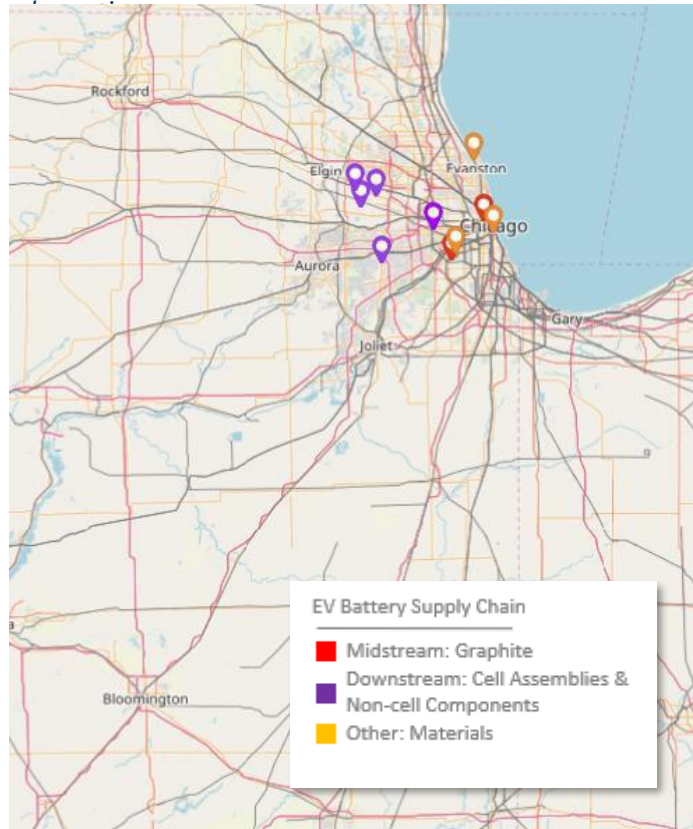 Rockford
Elgin
Evanston
Chicago
Aurora
Gary
Joliet
Bloomington
EV Battery Supply Chain
Midstream: Graphite
Downstream: Cell Assemblies &
Non-cell Components
Other: Materials